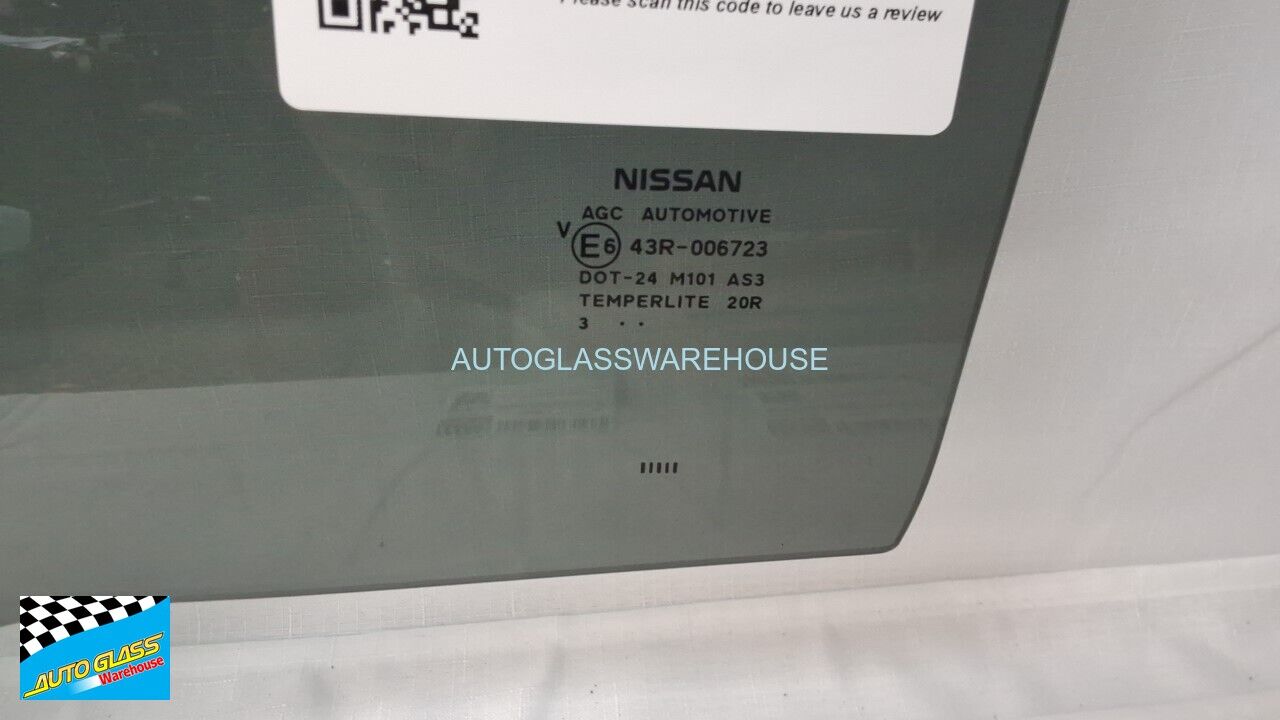 Please scan this code to leave us a review
NISSAN
AGC AUTOMOTIVE
V E6 43R-006723
DOT-24 M101 AS3
TEMPERLITE 20R
3 . .
AUTOGLASSWAREHOUSE
AUTO GLASS
Warehouse